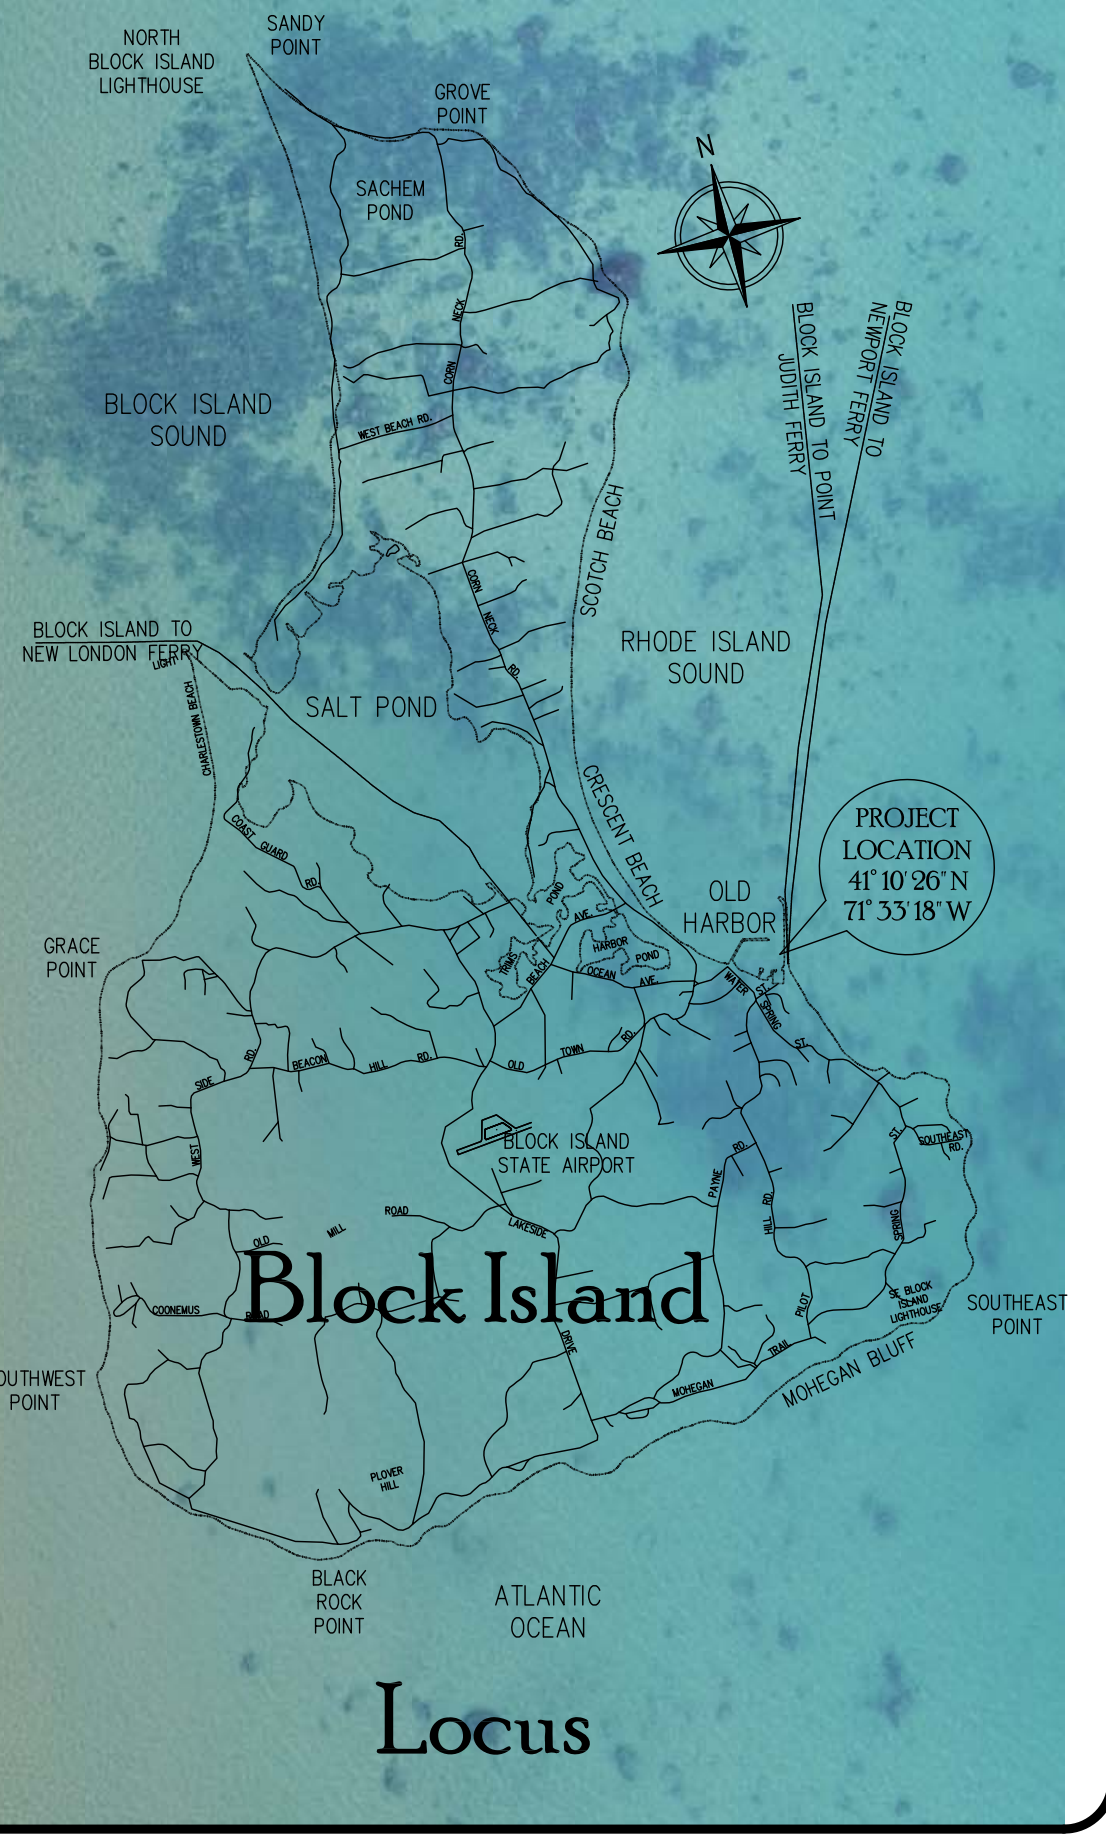 SANDY
POINT
NORTH
BLOCK ISLAND
LIGHTHOUSE
GROVE
POINT
N
SACHEM
POND
RD.
NECK
CORN
BLOCK ISLAND TO POINT
JUDITH FERRY
BLOCK ISLAND TO
NEWPORT FERRY
BLOCK ISLAND
SOUND
WEST BEACH RD.
SCOTCH BEACH
CORN
NECK
RD.
BLOCK ISLAND TO
NEW LONDON FERRY
LIGHT
CHARLESTOWN BEACH
RHODE ISLAND
SOUND
SALT POND
CRESCENT BEACH
COAST GUARD
RD.
PROJECT
LOCATION
41° 10' 26" N
71° 33' 18" W
OLD
HARBOR
POND
AVE.
HARBOR
POND
TRIMS
BEACH
OCEAN
AVE.
GRACE
POINT
WATER
ST.
SPRING
ST.
RD.
SIDE
BEACON
HILL
RD.
OLD
TOWN
RD.
WEST
BLOCK ISLAND
STATE AIRPORT
ST.
SOUTHEAST
RD.
RD.
PAYNE
HILL RD.
SPRING
ROAD
MILL
OLD
LAKESIDE
Block Island
COONEMUS
ROAD
DRIVE
PILOT
SE BLOCK
ISLAND
LIGHTHOUSE
SOUTHEAST
POINT
TRAIL
MOHEGAN
MOHEGAN BLUFF
OUTHWEST
POINT
PLOVER
HILL
BLACK
ROCK
POINT
ATLANTIC
OCEAN
Locus